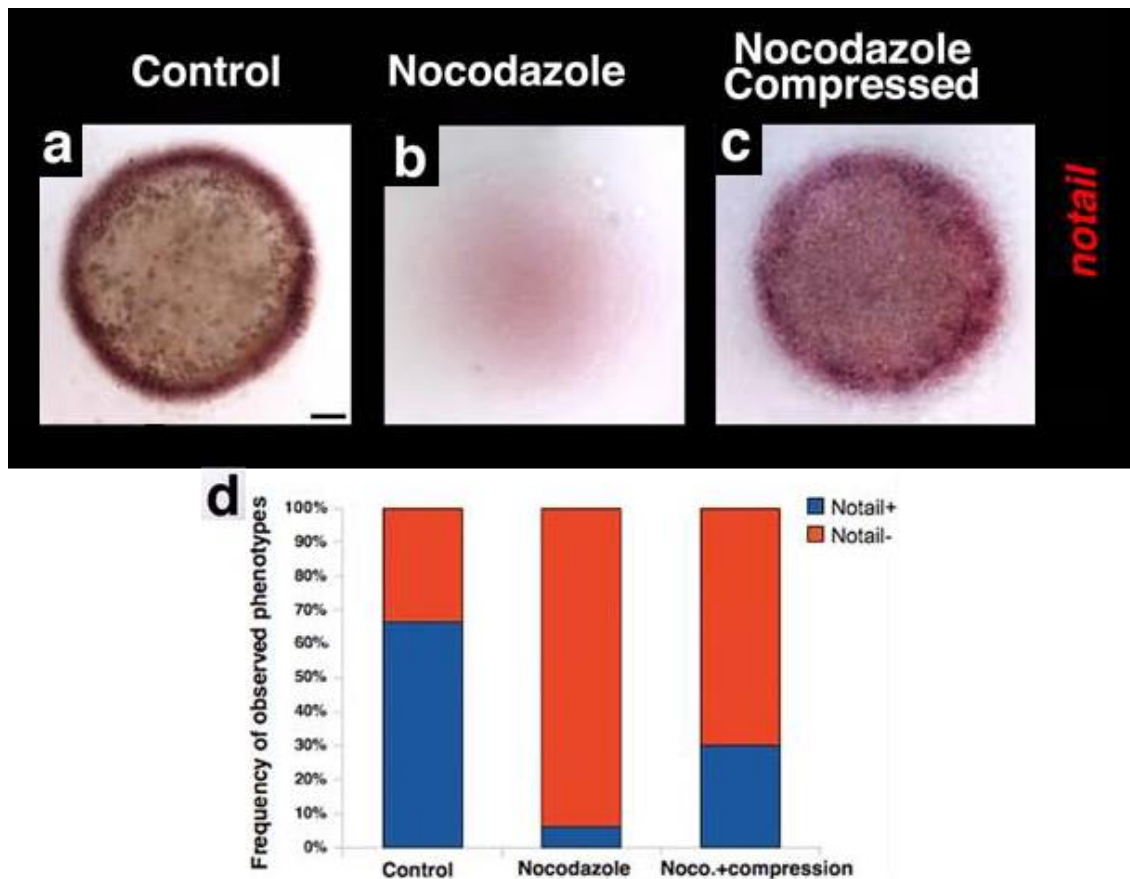 Control
Nocodazole
Nocodazole
Compressed
a
b
c
notail
d
Frequency of observed phenotypes
100%
90%
80%
70%
60%
50%
40%
30%
20%
10%
0%
Control
Nocodazole
Noco.+compression
Notail+
Notail-